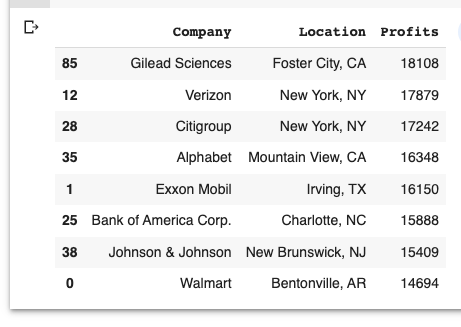 Company Location Profits
85 Gilead Sciences Foster City, CA 18108
12 Verizon New York, NY 17879
28 Citigroup New York, NY 17242
35 Alphabet Mountain View, CA 16348
1 Exxon Mobil Irving, TX 16150
25 Bank of America Corp. Charlotte, NC 15888
38 Johnson & Johnson New Brunswick, NJ 15409
0 Walmart Bentonville, AR 14694